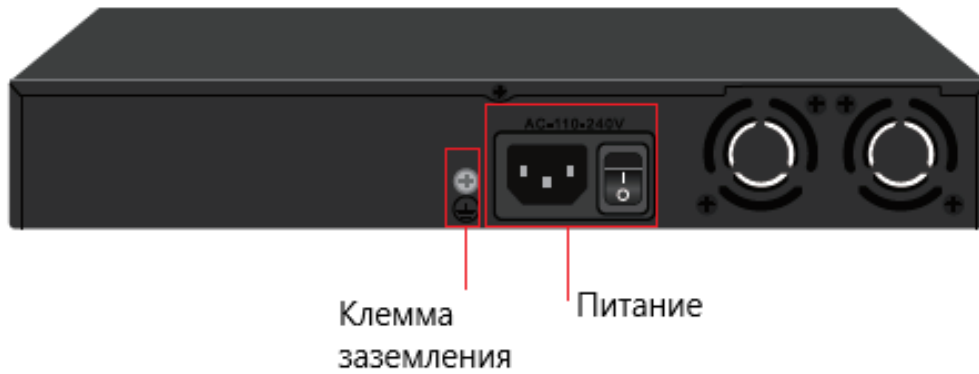 AC~110-240V
I
O
Клемма
заземления
Питание